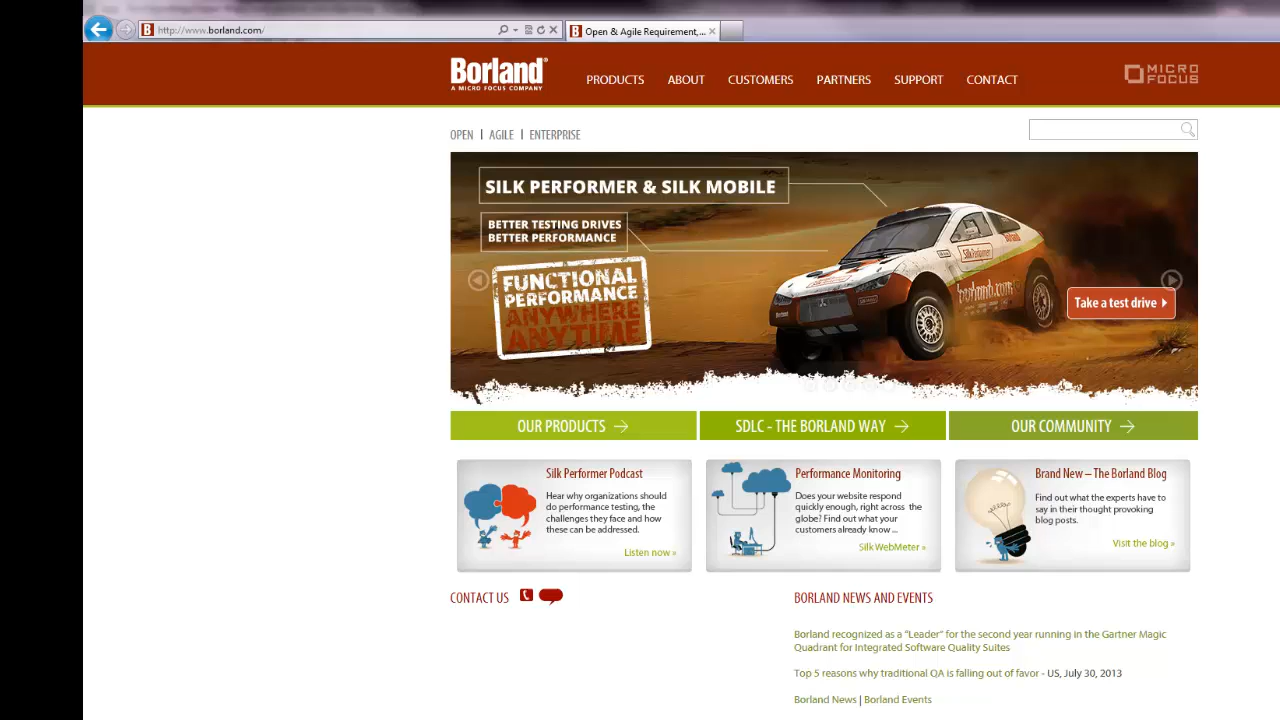 http://www.borland.com/
Open & Agile Requirement,...
Borland
A MICRO FOCUS COMPANY
PRODUCTS ABOUT CUSTOMERS PARTNERS SUPPORT CONTACT
MICRO FOCUS
OPEN | AGILE | ENTERPRISE
SILK PERFORMER & SILK MOBILE
BETTER TESTING DRIVES
BETTER PERFORMANCE
FUNCTIONAL
PERFORMANCE
ANYWHERE
ANYTIME
Borland
SilkPerformer
borland.com
Take a test drive
OUR PRODUCTS
SDLC - THE BORLAND WAY
OUR COMMUNITY
Silk Performer Podcast
Hear why organizations should
do performance testing, the
challenges they face and how
these can be addressed.
Listen now »
Performance Monitoring
Does your website respond
quickly enough, right across the
globe? Find out what your
customers already know ...
Silk WebMeter »
Brand New – The Borland Blog
Find out what the experts have to
say in their thought provoking
blog posts.
Visit the blog »
CONTACT US
BORLAND NEWS AND EVENTS
Borland recognized as a “Leader” for the second year running in the Gartner Magic
Quadrant for Integrated Software Quality Suites
Top 5 reasons why traditional QA is falling out of favor - US, July 30, 2013
Borland News | Borland Events